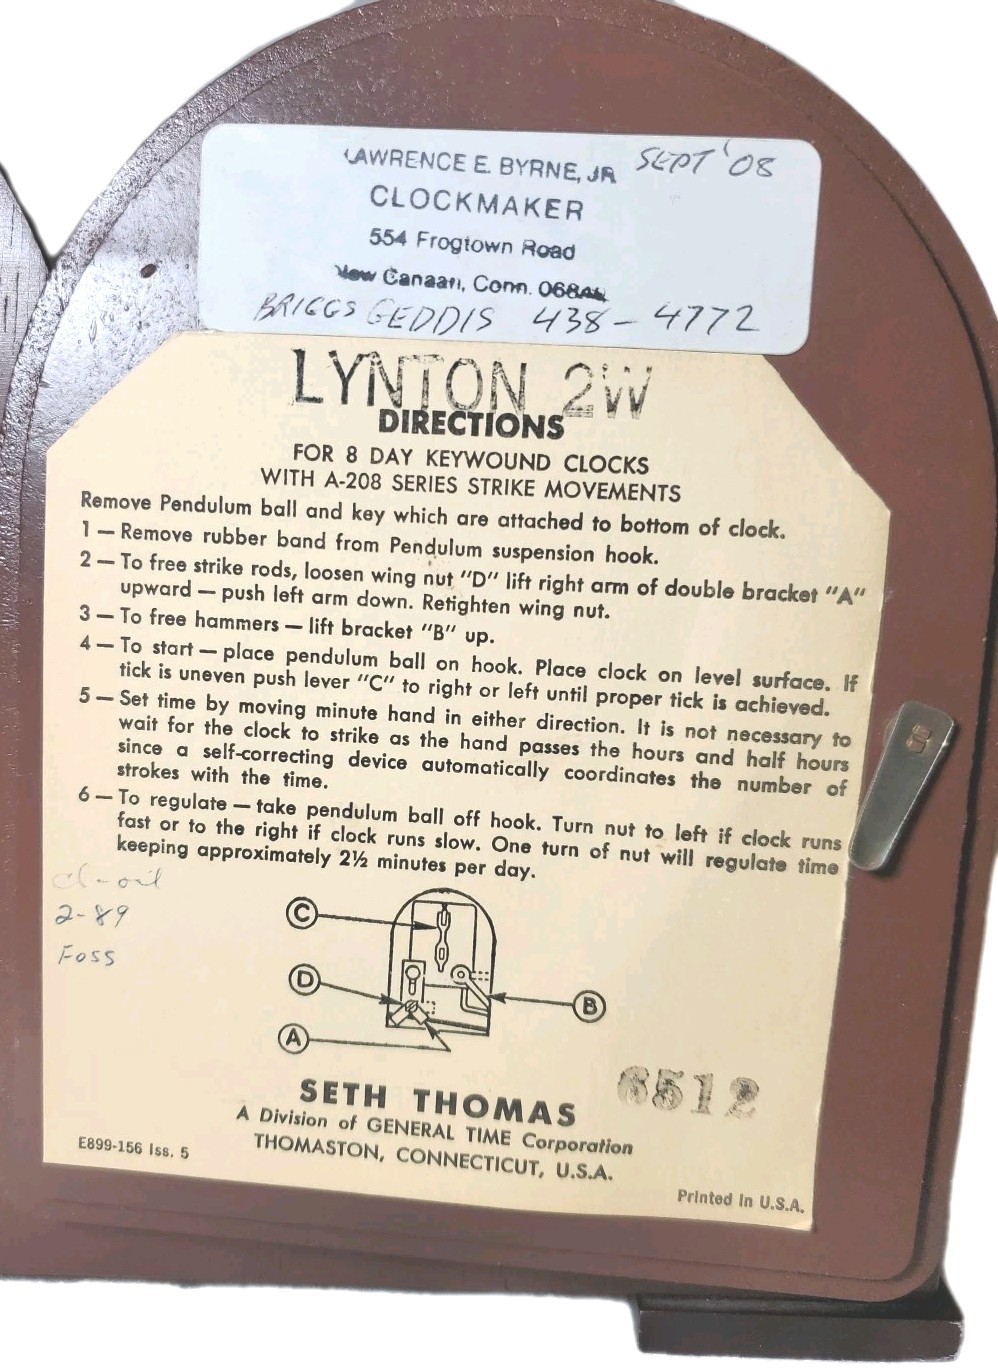 LAWRENCE E. BYRNE, JR SEPT '08
CLOCKMAKER
554 Frogtown Road
New Canaan, Conn. 06840
BRIGGS GEDDIS 438-4772
LYNTON 2W
DIRECTIONS
FOR 8 DAY KEYWOUND CLOCKS
WITH A-208 SERIES STRIKE MOVEMENTS
Remove Pendulum ball and key which are attached to bottom of clock.
1 — Remove rubber band from Pendulum suspension hook.
2 — To free strike rods, loosen wing nut "D" lift right arm of double bracket "A"
upward — push left arm down. Retighten wing nut.
3 — To free hammers — lift bracket "B" up.
4 — To start — place pendulum ball on hook. Place clock on level surface. If
tick is uneven push lever "C" to right or left until proper tick is achieved.
5 — Set time by moving minute hand in either direction. It is not necessary to
wait for the clock to strike as the hand passes the hours and half hours
since a self-correcting device automatically coordinates the number of
strokes with the time.
6 — To regulate — take pendulum ball off hook. Turn nut to left if clock runs
fast or to the right if clock runs slow. One turn of nut will regulate time
keeping approximately 2½ minutes per day.
cl-oil
2-89
Foss
C
D
B
A
SETH THOMAS
6512
A Division of GENERAL TIME Corporation
THOMASTON, CONNECTICUT, U.S.A.
E899-156 Iss. 5
Printed in U.S.A.